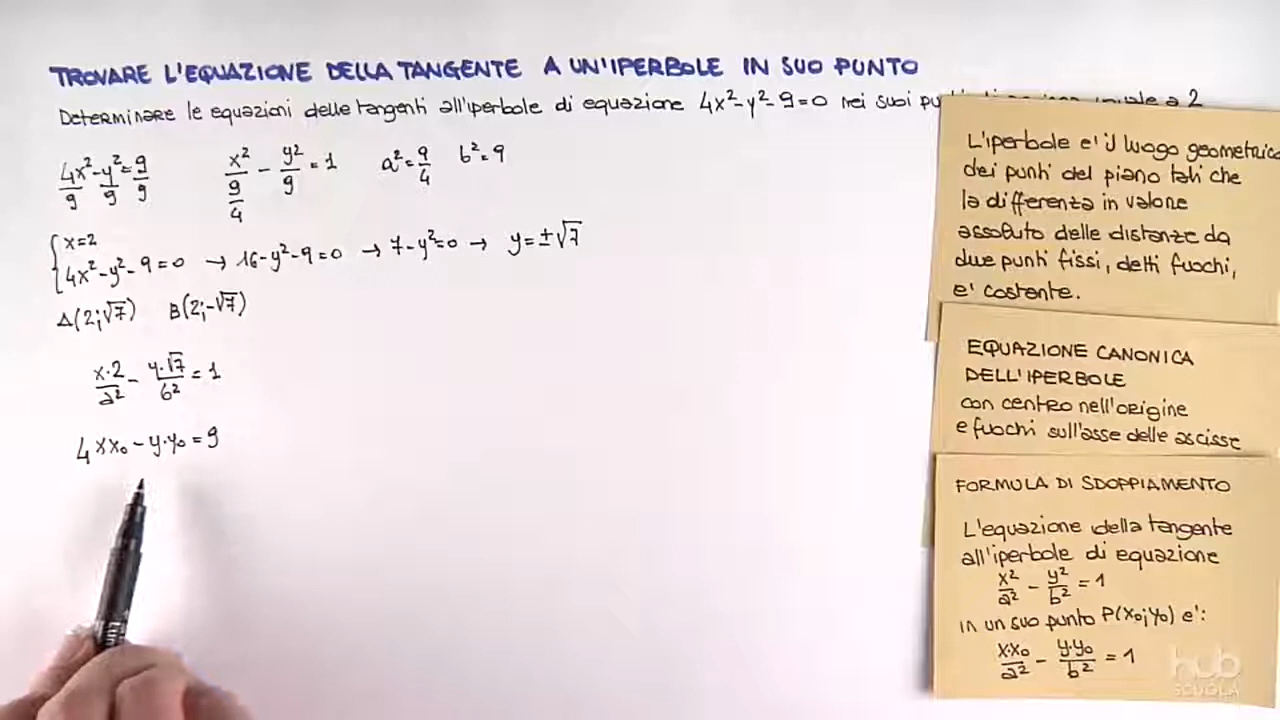 TROVARE L'EQUAZIONE DELLA TANGENTE A UN'IPERBOLE IN SUO PUNTO
Determinare le equazioni delle tangenti all'iperbole di equazione 4x²-y²-9=0 nei suoi a 2
4x²/9 - y²/9 = 9/9 x²/(9/4) - y²/9 = 1 a²=9/4 b²=9
{ x=2
4x²-y²-9=0 → 16-y²-9=0 → 7-y²=0 → y=±√7
A(2;√7) B(2;-√7)
x·2/a² - y·√7/b² = 1
4xx₀ - y·y₀ = 9
L'iperbole e' il luogo geometrico
dei punti del piano tali che
la differenza in valore
assoluto delle distanze da
due punti fissi, detti fuochi,
e' costante.
EQUAZIONE CANONICA
DELL'IPERBOLE
con centro nell'origine
e fuochi sull'asse delle ascisse
FORMULA DI SDOPPIAMENTO
L'equazione della tangente
all'iperbole di equazione
x²/a² - y²/b² = 1
in un suo punto P(x₀;y₀) e':
x·x₀/a² - y·y₀/b² = 1
hub
SCUOLA